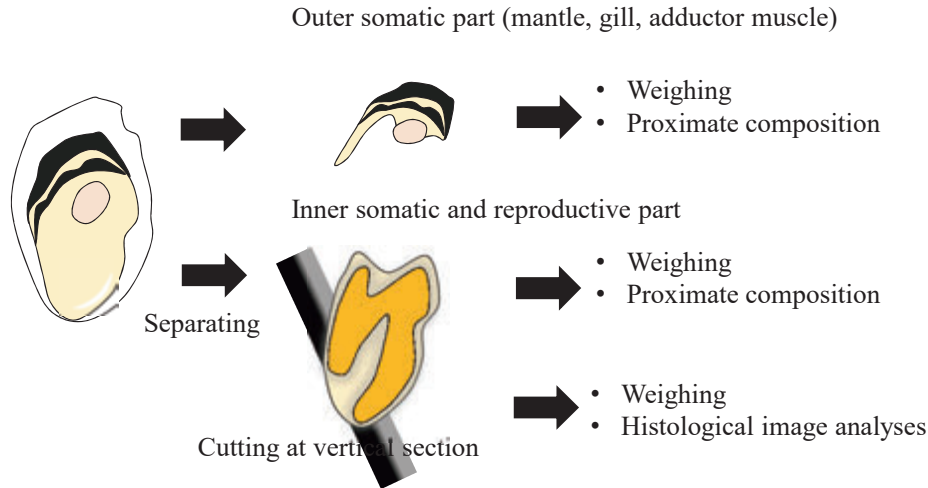 Outer somatic part (mantle, gill, adductor muscle)
• Weighing
• Proximate composition
Inner somatic and reproductive part
Separating
• Weighing
• Proximate composition
• Weighing
• Histological image analyses
Cutting at vertical section